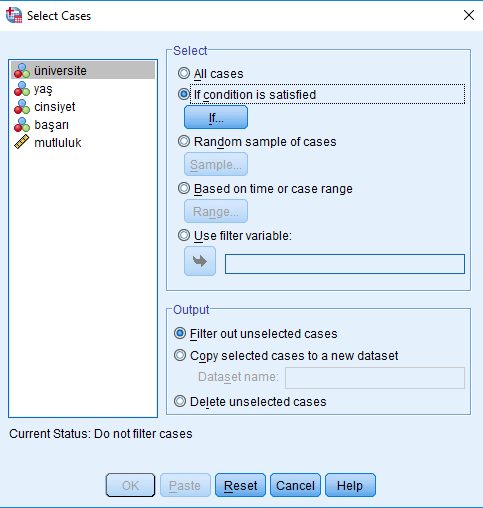 Select Cases
üniversite
yaş
cinsiyet
başarı
mutluluk
Select
All cases
If condition is satisfied
If...
Random sample of cases
Sample...
Based on time or case range
Range...
Use filter variable:
Output
Filter out unselected cases
Copy selected cases to a new dataset
Dataset name:
Delete unselected cases
Current Status: Do not filter cases
OK Paste Reset Cancel Help